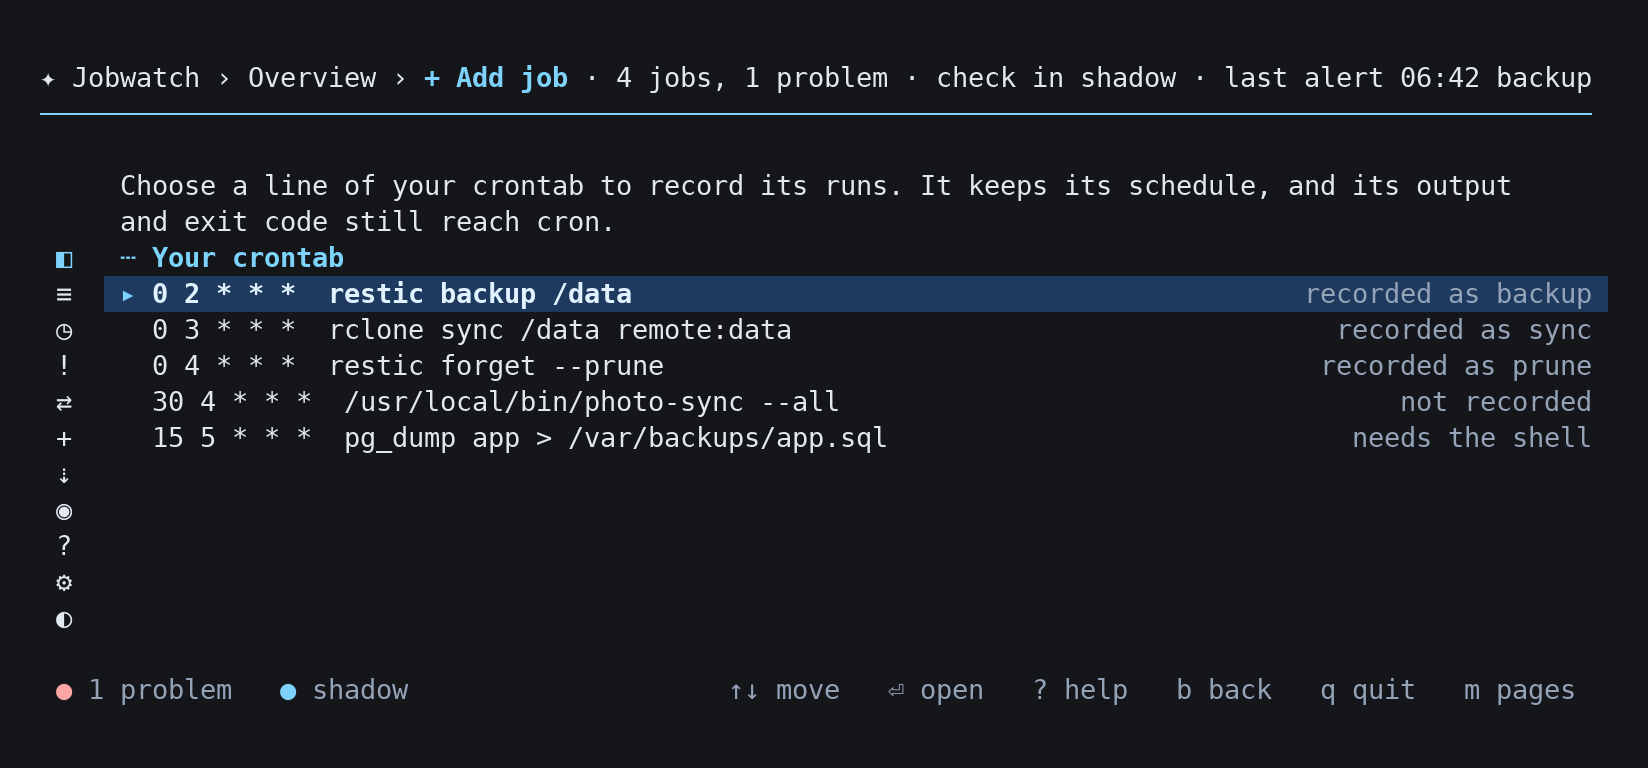 ✦ Jobwatch › Overview › + Add job · 4 jobs, 1 problem · check in shadow · last alert 06:42 backup
Choose a line of your crontab to record its runs. It keeps its schedule, and its output
and exit code still reach cron.
◧ ┄ Your crontab
≡ ▸ 0 2 * * *  restic backup /data recorded as backup
◷ 0 3 * * *  rclone sync /data remote:data recorded as sync
! 0 4 * * *  restic forget --prune recorded as prune
⇄ 30 4 * * *  /usr/local/bin/photo-sync --all not recorded
+ 15 5 * * *  pg_dump app > /var/backups/app.sql needs the shell
⇣
◉
?
⚙
◐
● 1 problem ● shadow ↑↓ move ⏎ open ? help b back q quit m pages